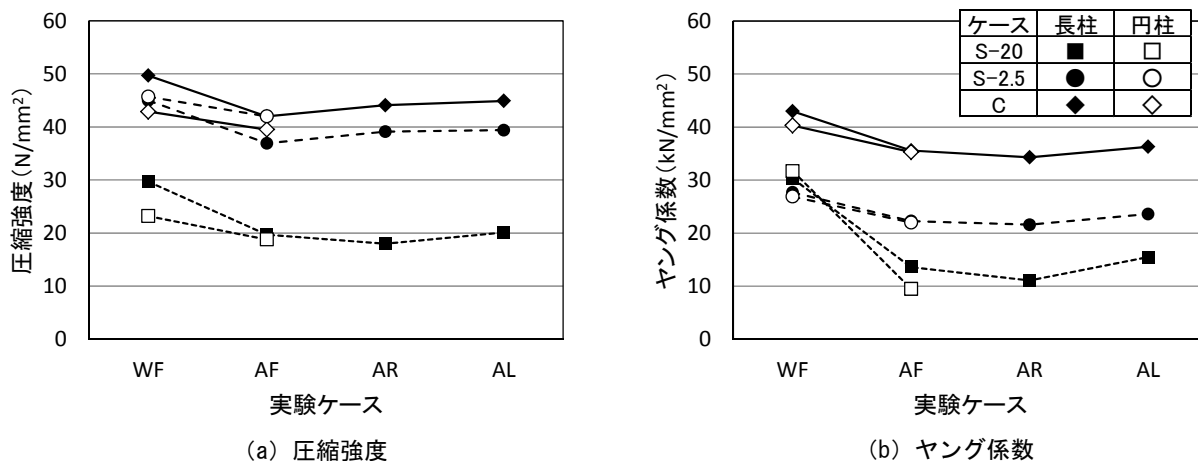 60
50
40
30
20
10
0
圧縮強度(N/mm²)
WF AF AR AL
実験ケース
(a) 圧縮強度
60
50
40
30
20
10
0
ヤング係数(kN/mm²)
WF AF AR AL
実験ケース
(b) ヤング係数
ケース 長柱 円柱
S-20 ■ □
S-2.5 ● ○
C ◆ ◇